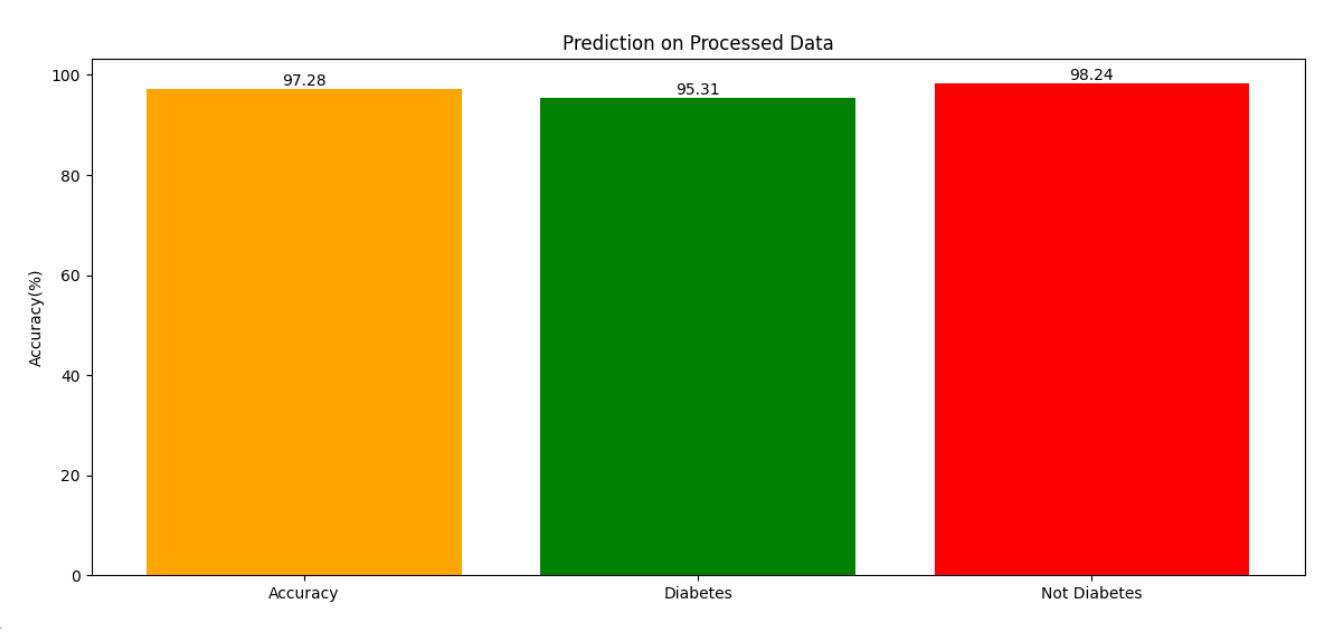 Prediction on Processed Data
100
80
60
40
20
0
Accuracy(%)
97.28
95.31
98.24
Accuracy
Diabetes
Not Diabetes